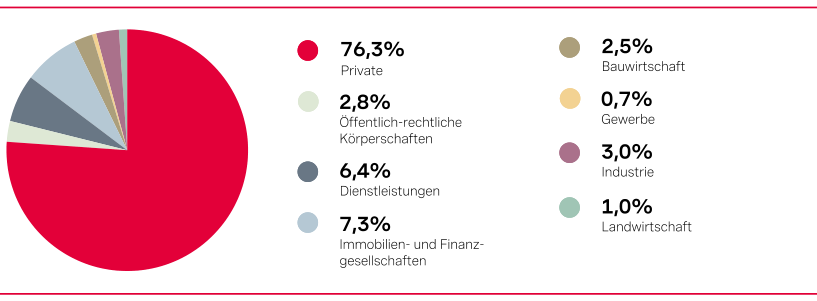 76,3%
Private
2,8%
Öffentlich-rechtliche
Körperschaften
6,4%
Dienstleistungen
7,3%
Immobilien- und Finanz-
gesellschaften
2,5%
Bauwirtschaft
0,7%
Gewerbe
3,0%
Industrie
1,0%
Landwirtschaft